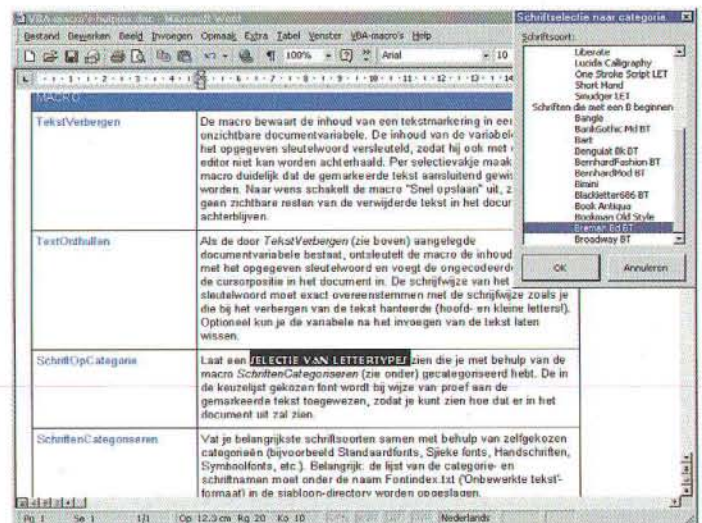 VBA-macro's-hulplijst.doc - Microsoft Word
Bestand Bewerken Beeld Invoegen Opmaak Extra Tabel Venster VBA-macro's Help
100% Arial 10
MACRO
TekstVerbergen
De macro bewaart de inhoud van een tekstmarkering in een
onzichtbare documentvariabele. De inhoud van de variabele
het opgegeven sleutelwoord versleuteld, zodat hij ook met
editor niet kan worden achterhaald. Per selectievakje maak
macro duidelijk dat de gemarkeerde tekst aansluitend gewis
worden. Naar wens schakelt de macro "Snel opslaan" uit, z
geen zichtbare resten van de verwijderde tekst in het docur
achterblijven.
TextOnthullen
Als de door TekstVerbergen (zie boven) aangelegde
documentvariabele bestaat, ontsleutelt de macro de inhoud
met het opgegeven sleutelwoord en voegt de ongecodeerde
de cursorpositie in het document in. De schrijfwijze van het
sleutelwoord moet exact overeenstemmen met de schrijfwijze zoals je
die bij het verbergen van de tekst hanteerde (hoofd- en kleine letters!).
Optioneel kun je de variabele na het invoegen van de tekst laten
wissen.
SchriftOpCategorie
Laat een SELECTIE VAN LETTERTYPES zien die je met behulp van de
macro SchriftenCategoriseren (zie onder) gecategoriseerd hebt. De in
de keuzelijst gekozen font wordt bij wijze van proef aan de
gemarkeerde tekst toegewezen, zodat je kunt zien hoe dat er in het
document uit zal zien.
SchriftenCategoriseren
Vat je belangrijkste schriftsoorten samen met behulp van zelfgekozen
categorieën (bijvoorbeeld Standaardfonts, Sjieke fonts, Handschriften,
Symboolfonts, etc.). Belangrijk: de lijst van de categorie- en
schriftnamen moet onder de naam Fontindex.txt ('Onbewerkte tekst'-
formaat) in de sjabloon-directory worden opgeslagen.
Pg 1 Se 1 1/1 Op 12,3 cm Rg 20 Ko 10 Nederlands
Schriftselectie naar categorie
Schriftsoort:
Liberate
Lucida Calligraphy
One Stroke Script LET
Short Hand
Smudger LET
Schriften die met een B beginnen
Bangle
BankGothic Md BT
Bart
Benguiat Bk BT
BernhardFashion BT
BernhardMod BT
Bimini
Blackletter686 BT
Book Antiqua
Bookman Old Style
Bremen Bd BT
Broadway BT
OK Annuleren